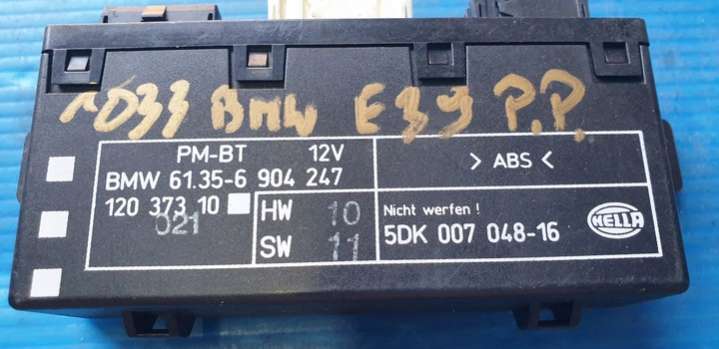 1033 BMW E39 P.P.
PM-BT 12V
BMW 61.35-6 904 247
120 373 10
021
HW 10
SW 11
> ABS <
Nicht werfen !
5DK 007 048-16
HELLA